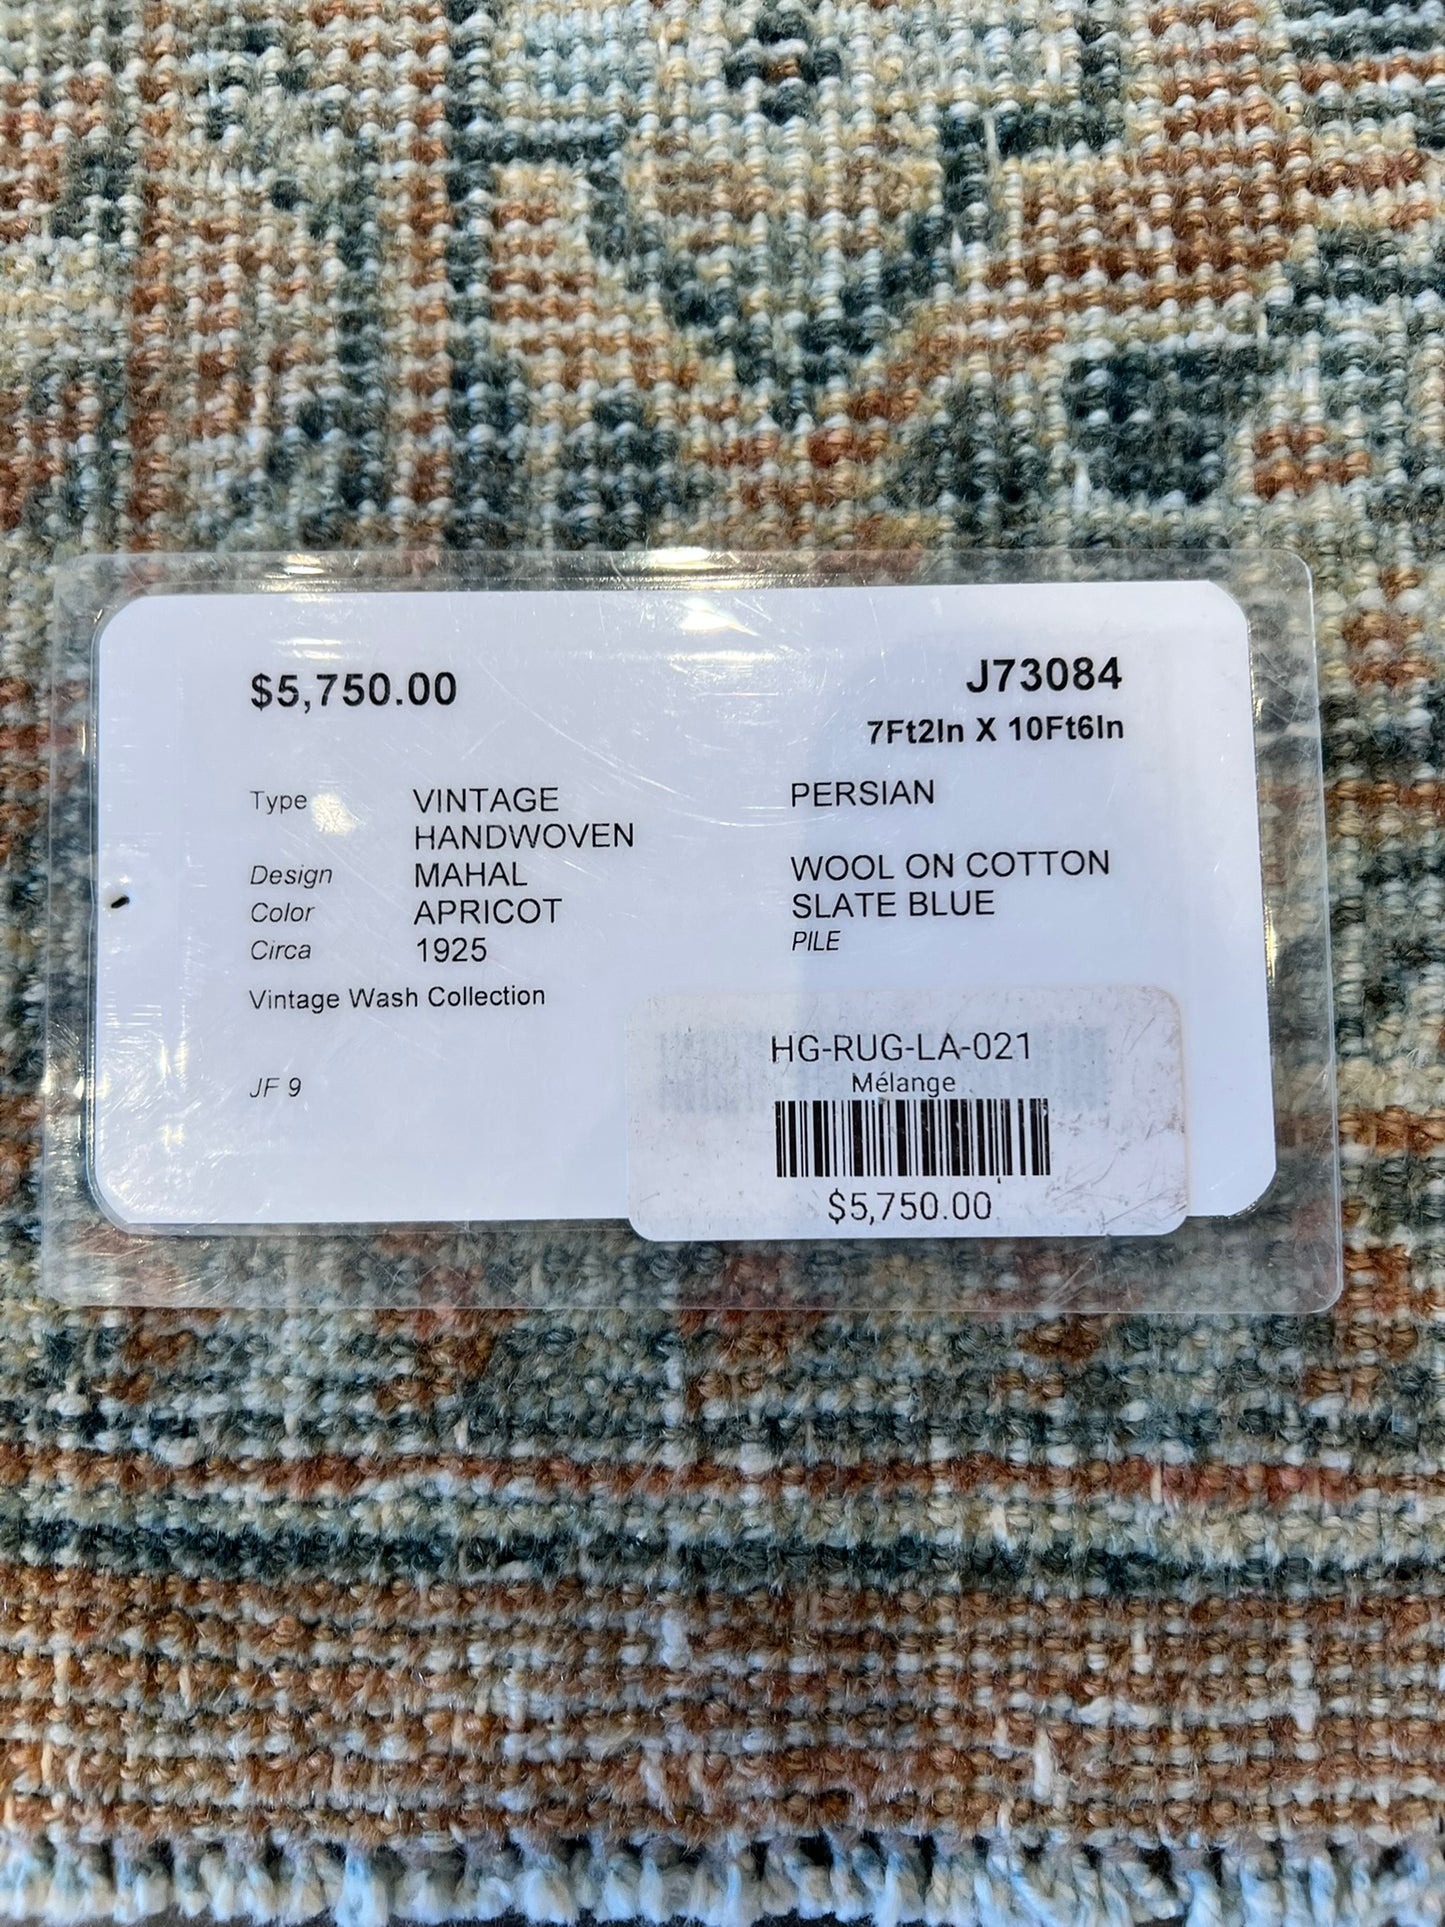 $5,750.00
J73084
7Ft2In X 10Ft6In
Type VINTAGE PERSIAN
HANDWOVEN
Design MAHAL WOOL ON COTTON
Color APRICOT SLATE BLUE
Circa 1925 PILE
Vintage Wash Collection
JF 9
HG-RUG-LA-021
Mélange
$5,750.00